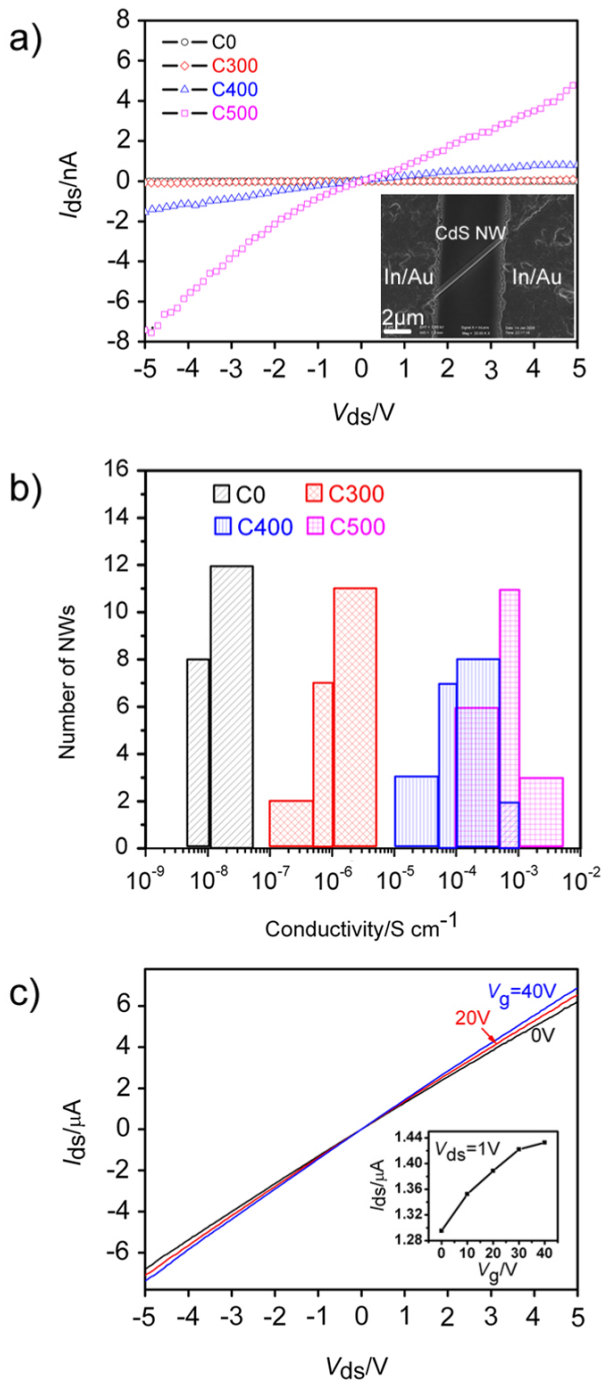 a)
8
6
4
2
0
-2
-4
-6
-8
Ids/nA
C0
C300
C400
C500
CdS NW
In/Au
In/Au
2μm
-5 -4 -3 -2 -1 0 1 2 3 4 5
Vds/V
b)
16
14
12
10
8
6
4
2
0
Number of NWs
C0 C300
C400 C500
10-9 10-8 10-7 10-6 10-5 10-4 10-3 10-2
Conductivity/S cm-1
c)
6
4
2
0
-2
-4
-6
Ids/μA
Vg=40V
20V
0V
1.44
1.40
1.36
1.32
1.28
Ids/μA
Vds=1V
0 10 20 30 40
Vg/V
-5 -4 -3 -2 -1 0 1 2 3 4 5
Vds/V